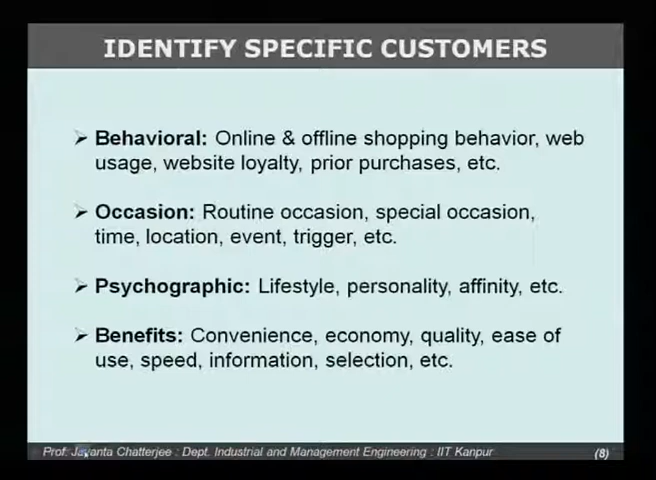 IDENTIFY SPECIFIC CUSTOMERS
➢ Behavioral: Online & offline shopping behavior, web
usage, website loyalty, prior purchases, etc.
➢ Occasion: Routine occasion, special occasion,
time, location, event, trigger, etc.
➢ Psychographic: Lifestyle, personality, affinity, etc.
➢ Benefits: Convenience, economy, quality, ease of
use, speed, information, selection, etc.
Prof. Jayanta Chatterjee : Dept. Industrial and Management Engineering : IIT Kanpur (8)